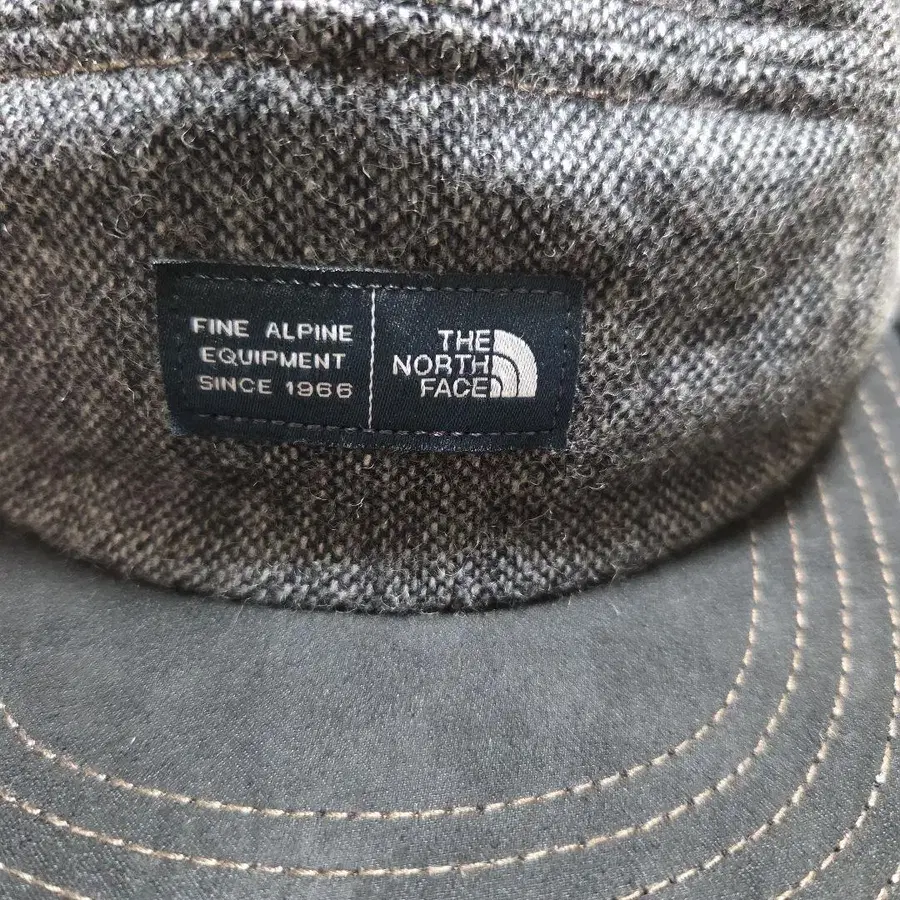 FINE ALPINE
EQUIPMENT
SINCE 1966
THE
NORTH
FACE